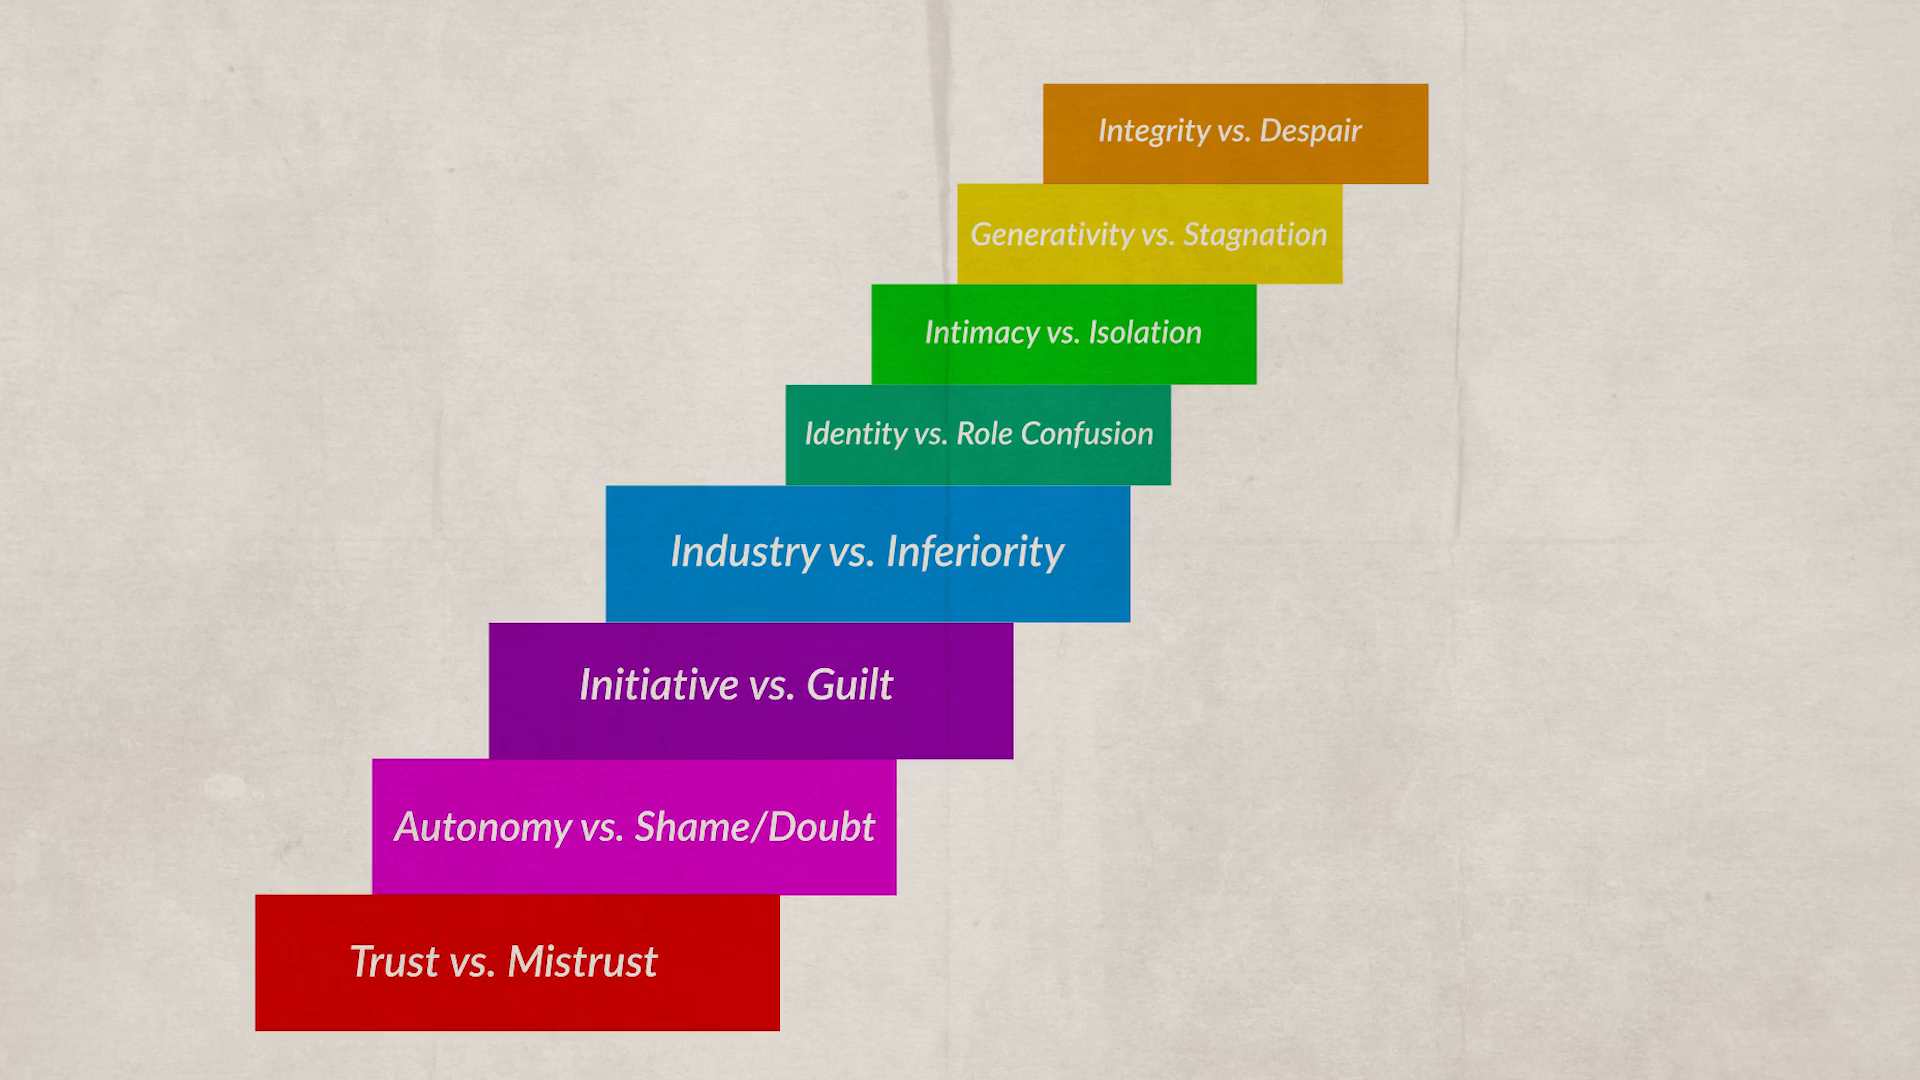 Integrity vs. Despair
Generativity vs. Stagnation
Intimacy vs. Isolation
Identity vs. Role Confusion
Industry vs. Inferiority
Initiative vs. Guilt
Autonomy vs. Shame/Doubt
Trust vs. Mistrust